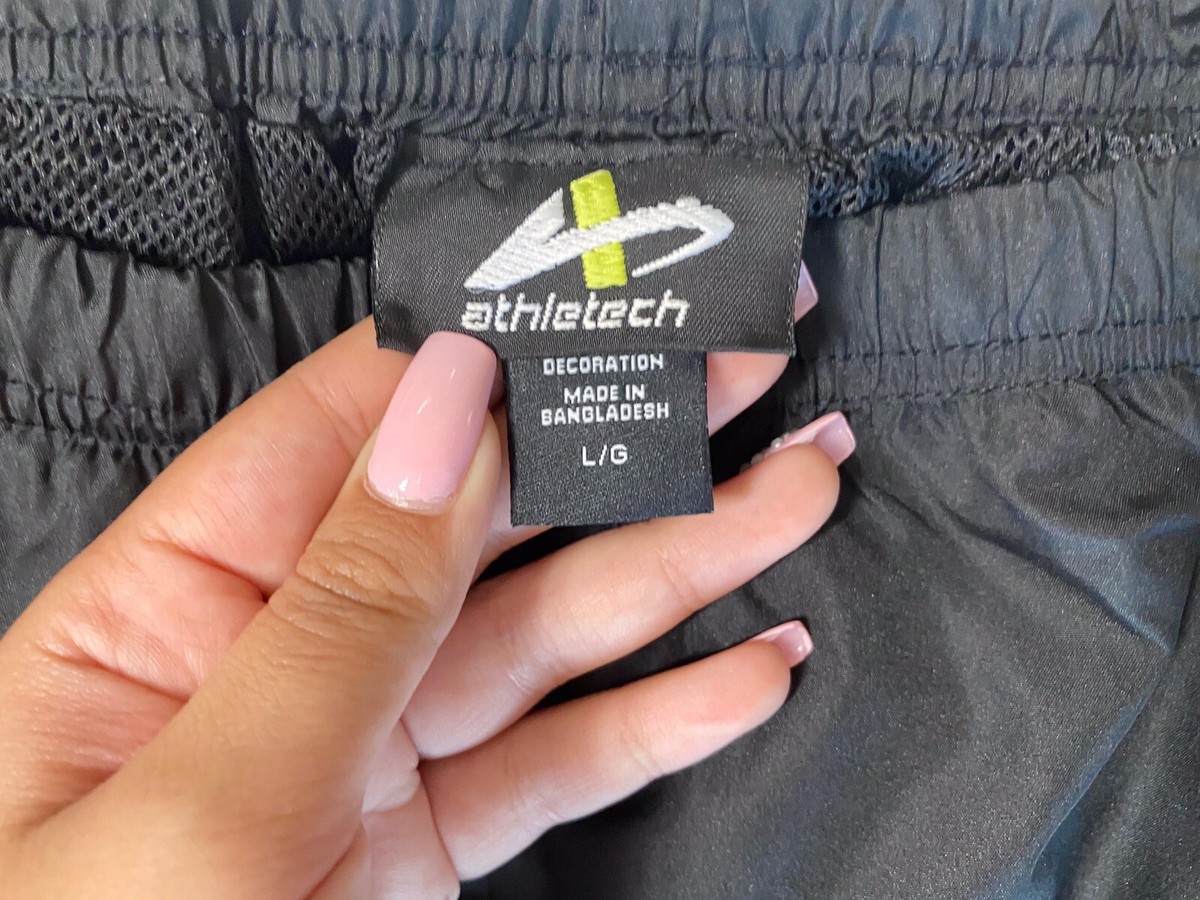 athletech
DECORATION
MADE IN
BANGLADESH
L/G